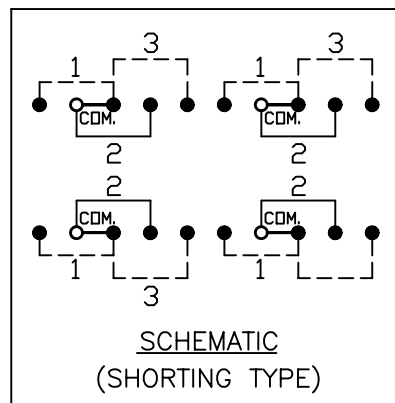 3 3
1 1
COM. COM.
2 2
2 2
COM. COM.
1 1
3
SCHEMATIC
(SHORTING TYPE)